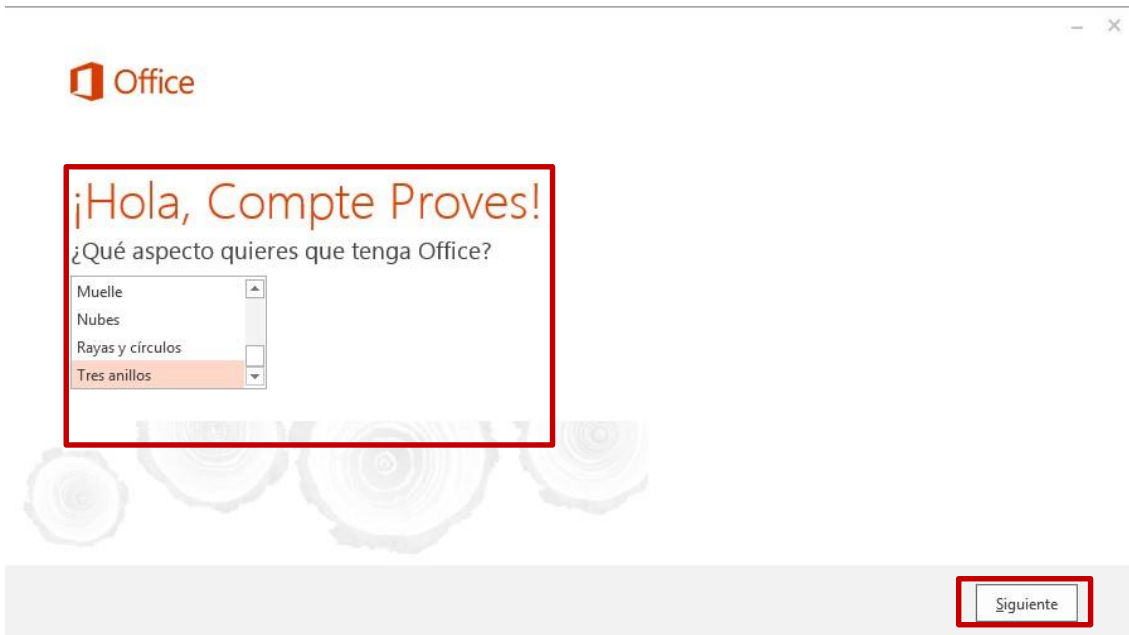 Office
¡Hola, Compte Proves!
¿Qué aspecto quieres que tenga Office?
Muelle
Nubes
Rayas y círculos
Tres anillos
Siguiente